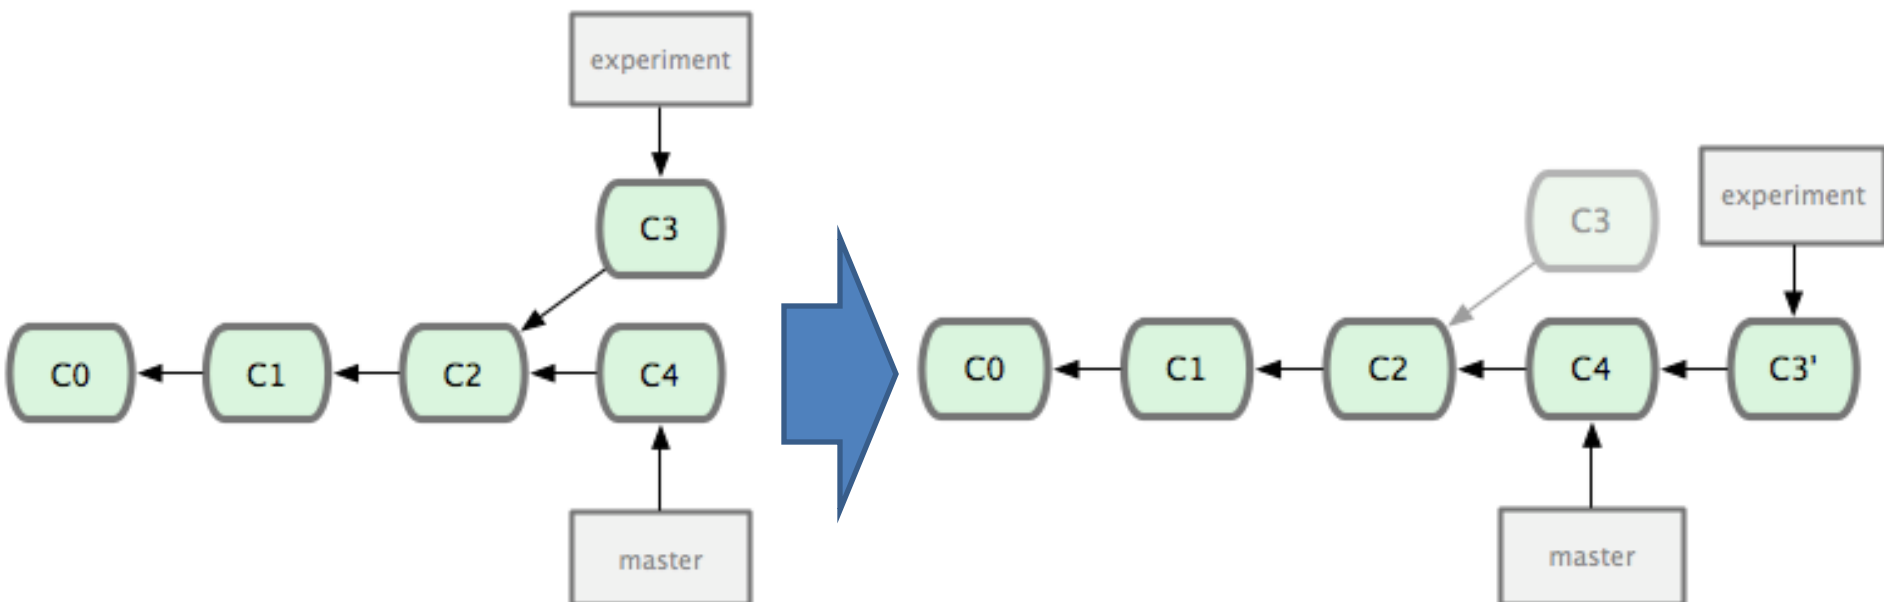 experiment
C3
C0
C1
C2
C4
master
C3
experiment
C0
C1
C2
C4
C3'
master